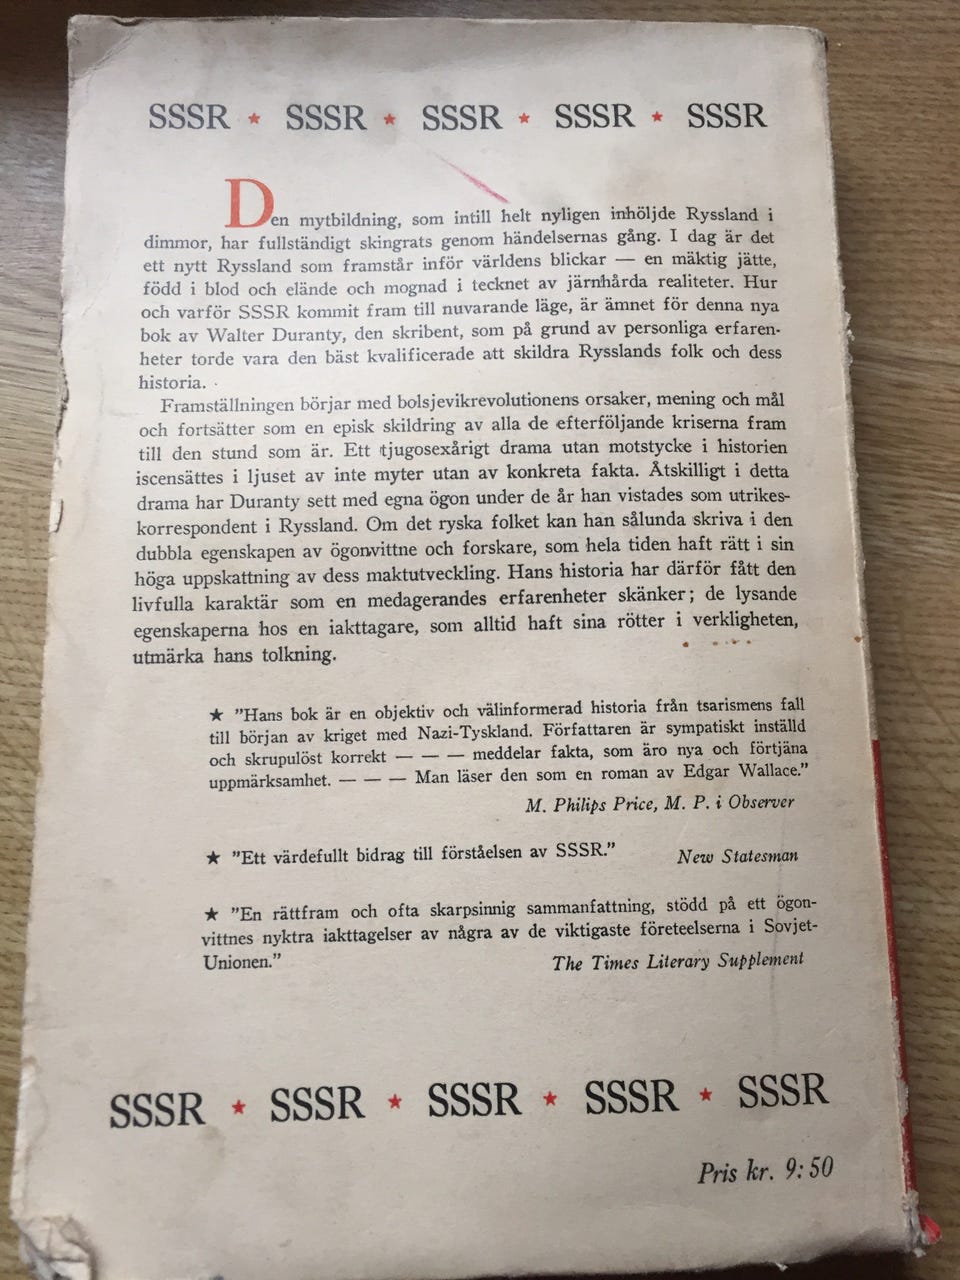 SSSR ★ SSSR ★ SSSR ★ SSSR ★ SSSR
Den mytbildning, som intill helt nyligen inhöljde Ryssland i
dimmor, har fullständigt skingrats genom händelsernas gång. I dag är det
ett nytt Ryssland som framstår inför världens blickar — en mäktig jätte,
född i blod och elände och mognad i tecknet av järnhårda realiteter. Hur
och varför SSSR kommit fram till nuvarande läge, är ämnet för denna nya
bok av Walter Duranty, den skribent, som på grund av personliga erfaren-
heter torde vara den bäst kvalificerade att skildra Rysslands folk och dess
historia.
Framställningen börjar med bolsjevikrevolutionens orsaker, mening och mål
och fortsätter som en episk skildring av alla de efterföljande kriserna fram
till den stund som är. Ett tjugosexårigt drama utan motstycke i historien
iscensättes i ljuset av inte myter utan av konkreta fakta. Åtskilligt i detta
drama har Duranty sett med egna ögon under de år han vistades som utrikes-
korrespondent i Ryssland. Om det ryska folket kan han sålunda skriva i den
dubbla egenskapen av ögonvittne och forskare, som hela tiden haft rätt i sin
höga uppskattning av dess maktutveckling. Hans historia har därför fått den
livfulla karaktär som en medagerandes erfarenheter skänker; de lysande
egenskaperna hos en iakttagare, som alltid haft sina rötter i verkligheten,
utmärka hans tolkning.
★ ”Hans bok är en objektiv och välinformerad historia från tsarismens fall
till början av kriget med Nazi-Tyskland. Författaren är sympatiskt inställd
och skrupulöst korrekt — — — meddelar fakta, som äro nya och förtjäna
uppmärksamhet. — — — Man läser den som en roman av Edgar Wallace.”
M. Philips Price, M. P. i Observer
★ ”Ett värdefullt bidrag till förståelsen av SSSR.” New Statesman
★ ”En rättfram och ofta skarpsinnig sammanfattning, stödd på ett ögon-
vittnes nyktra iakttagelser av några av de viktigaste företeelserna i Sovjet-
Unionen.” The Times Literary Supplement
SSSR ★ SSSR ★ SSSR ★ SSSR ★ SSSR
Pris kr. 9:50